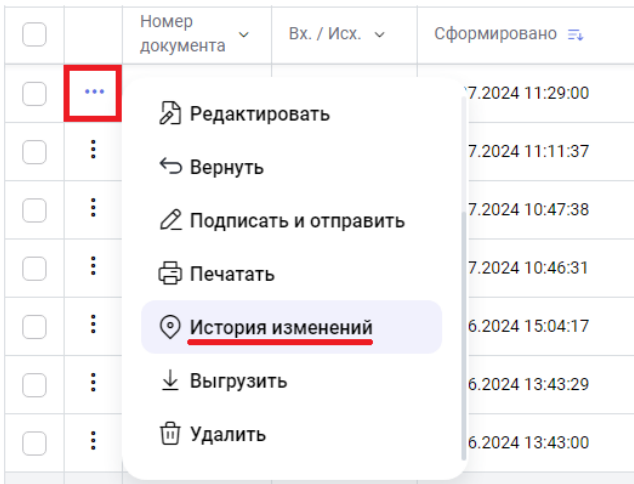 Номер
документа
Вх. / Исх.
Сформировано
7.2024 11:29:00
Редактировать
7.2024 11:11:37
Вернуть
7.2024 10:47:38
Подписать и отправить
7.2024 10:46:31
Печатать
6.2024 15:04:17
История изменений
6.2024 13:43:29
Выгрузить
6.2024 13:43:00
Удалить